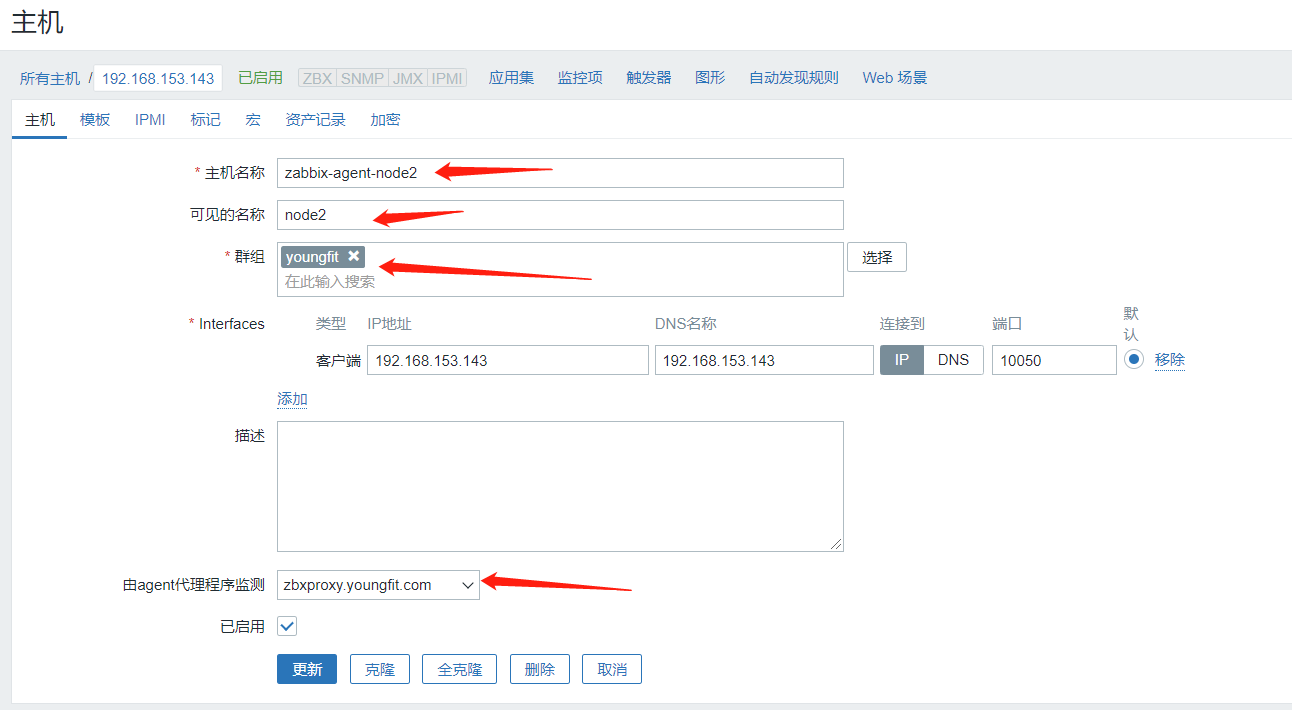 主机
所有主机 / 192.168.153.143 已启用 ZBX SNMP JMX IPMI 应用集 监控项 触发器 图形 自动发现规则 Web 场景
主机 模板 IPMI 标记 宏 资产记录 加密
* 主机名称 zabbix-agent-node2
可见的名称 node2
* 群组 youngfit ✖ 选择
在此输入搜索
* Interfaces 类型 IP地址 DNS名称 连接到 端口 默认
客户端 192.168.153.143 192.168.153.143 IP DNS 10050 移除
添加
描述
由agent代理程序监测 zbxproxy.youngfit.com
已启用
更新 克隆 全克隆 删除 取消